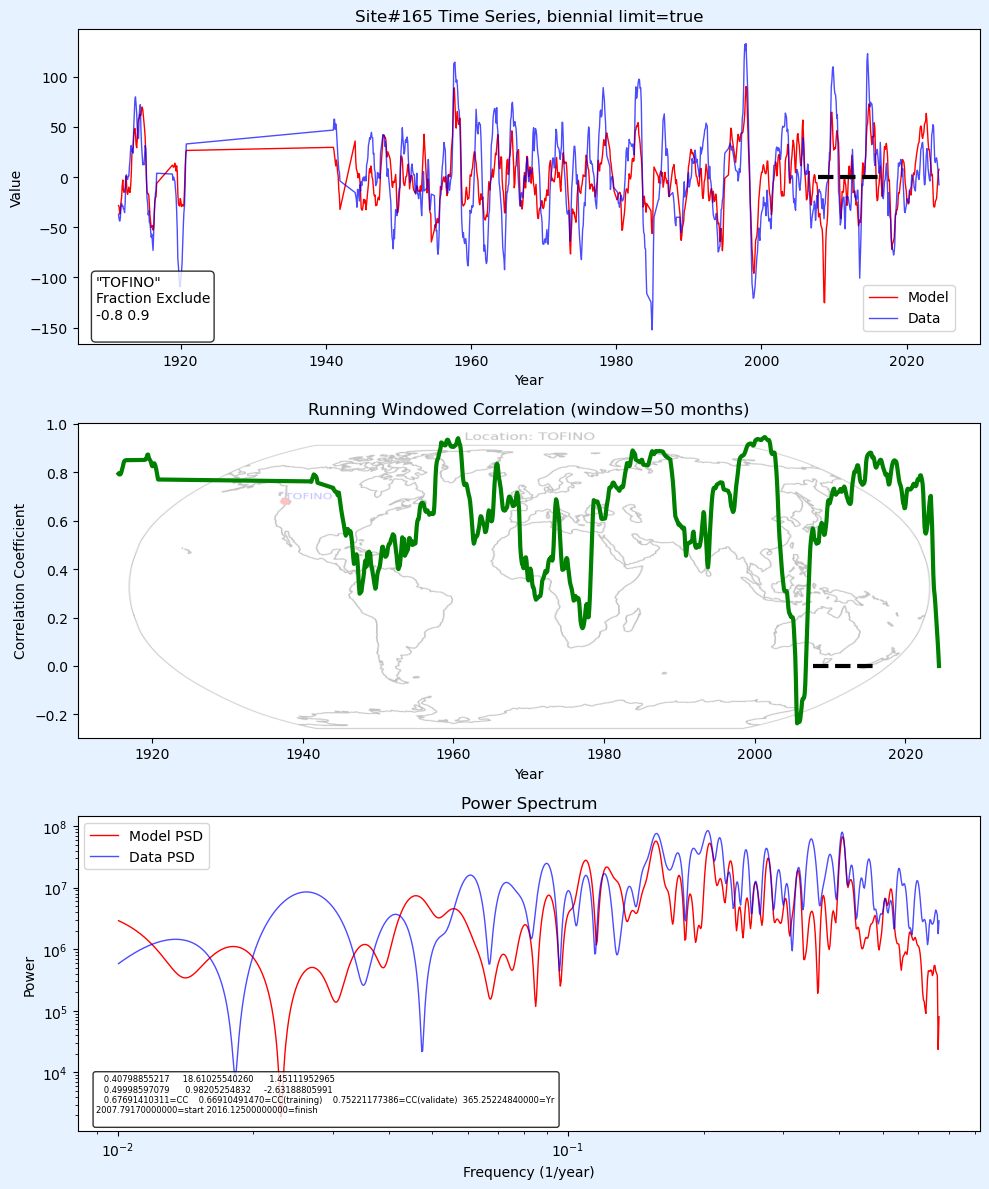 Site#165 Time Series, biennial limit=true
Value
100
50
0
−50
−100
−150
"TOFINO"
Fraction Exclude
-0.8 0.9
Model
Data
1920
1940
1960
1980
2000
2020
Year
Running Windowed Correlation (window=50 months)
Correlation Coefficient
1.0
0.8
0.6
0.4
0.2
0.0
−0.2
Location: TOFINO
TOFINO
1920
1940
1960
1980
2000
2020
Year
Power Spectrum
Power
10^8
10^7
10^6
10^5
10^4
Model PSD
Data PSD
0.40798855217 18.61025540260 1.45111952965
0.49998597079 0.98205254832 -2.63188805991
0.67691410311=CC 0.66910491470=CC(training) 0.75221177386=CC(validate) 365.25224840000=Yr
2007.79170000000=start 2016.12500000000=finish
10^−2
10^−1
Frequency (1/year)